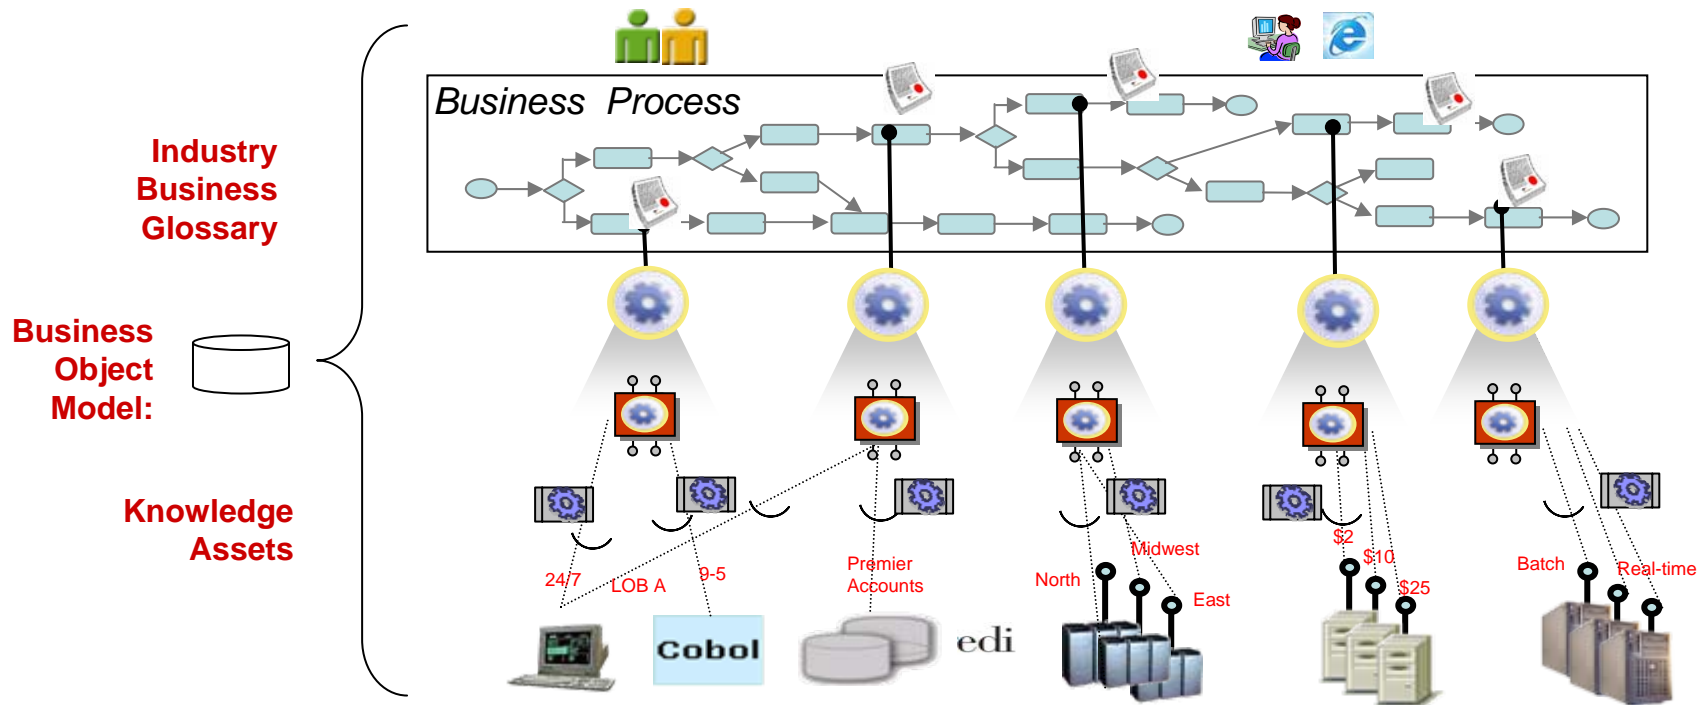 Business Process
Industry
Business
Glossary
Business
Object
Model:
Knowledge
Assets
24/7
LOB A
9-5
Premier
Accounts
North
Midwest
East
$2
$10
$25
Batch
Real-time
Cobol
edi